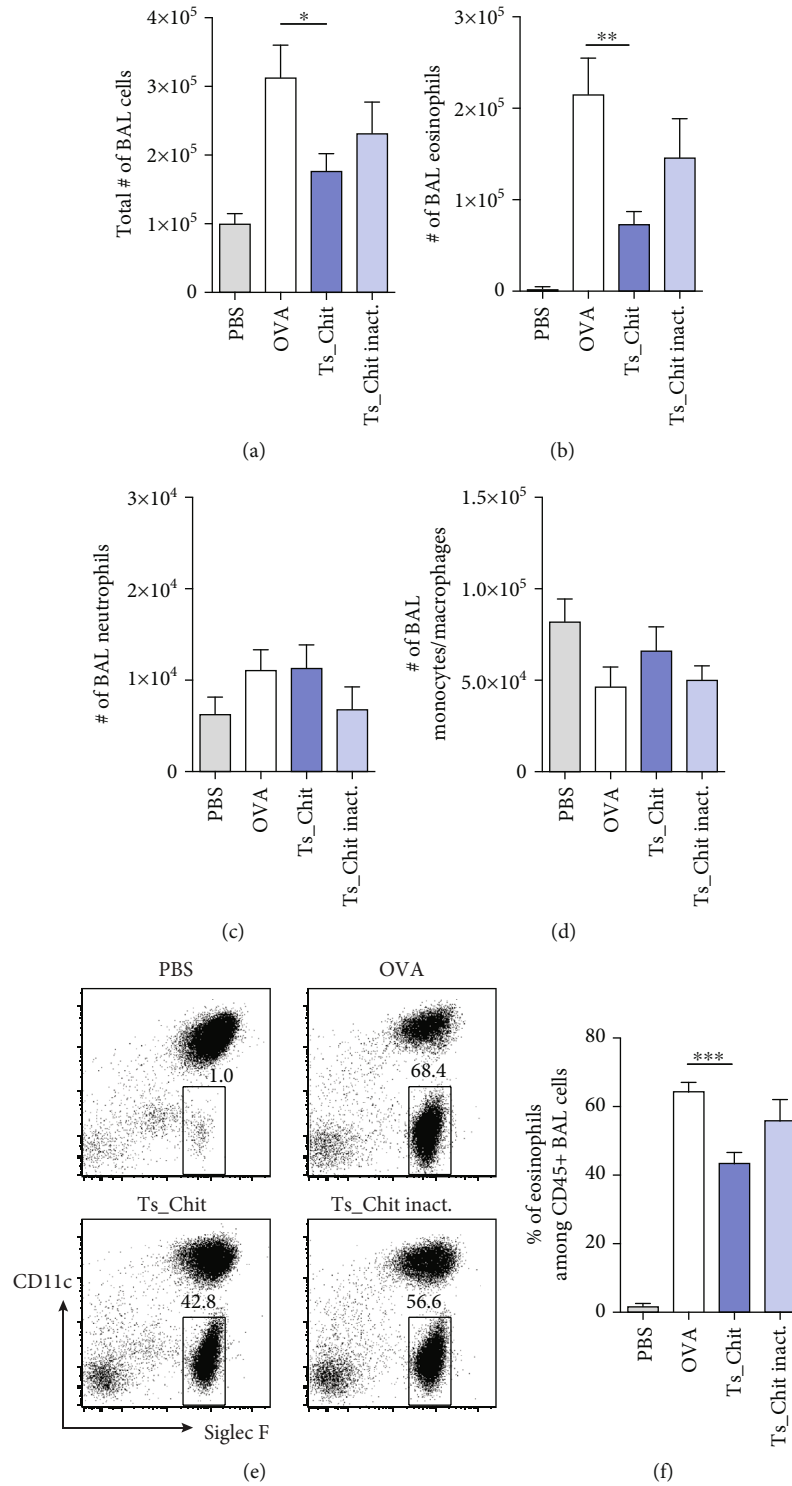 4×10⁵
3×10⁵
2×10⁵
1×10⁵
0
Total # of BAL cells
*
PBS
OVA
Ts_Chit
Ts_Chit inact.
(a)
3×10⁵
2×10⁵
1×10⁵
0
# of BAL eosinophils
**
PBS
OVA
Ts_Chit
Ts_Chit inact.
(b)
3×10⁴
2×10⁴
1×10⁴
0
# of BAL neutrophils
PBS
OVA
Ts_Chit
Ts_Chit inact.
(c)
1.5×10⁵
1.0×10⁵
5.0×10⁴
0
# of BAL
monocytes/macrophages
PBS
OVA
Ts_Chit
Ts_Chit inact.
(d)
PBS
1.0
OVA
68.4
Ts_Chit
42.8
Ts_Chit inact.
56.6
CD11c
Siglec F
(e)
80
60
40
20
0
% of eosinophils
among CD45+ BAL cells
***
PBS
OVA
Ts_Chit
Ts_Chit inact.
(f)